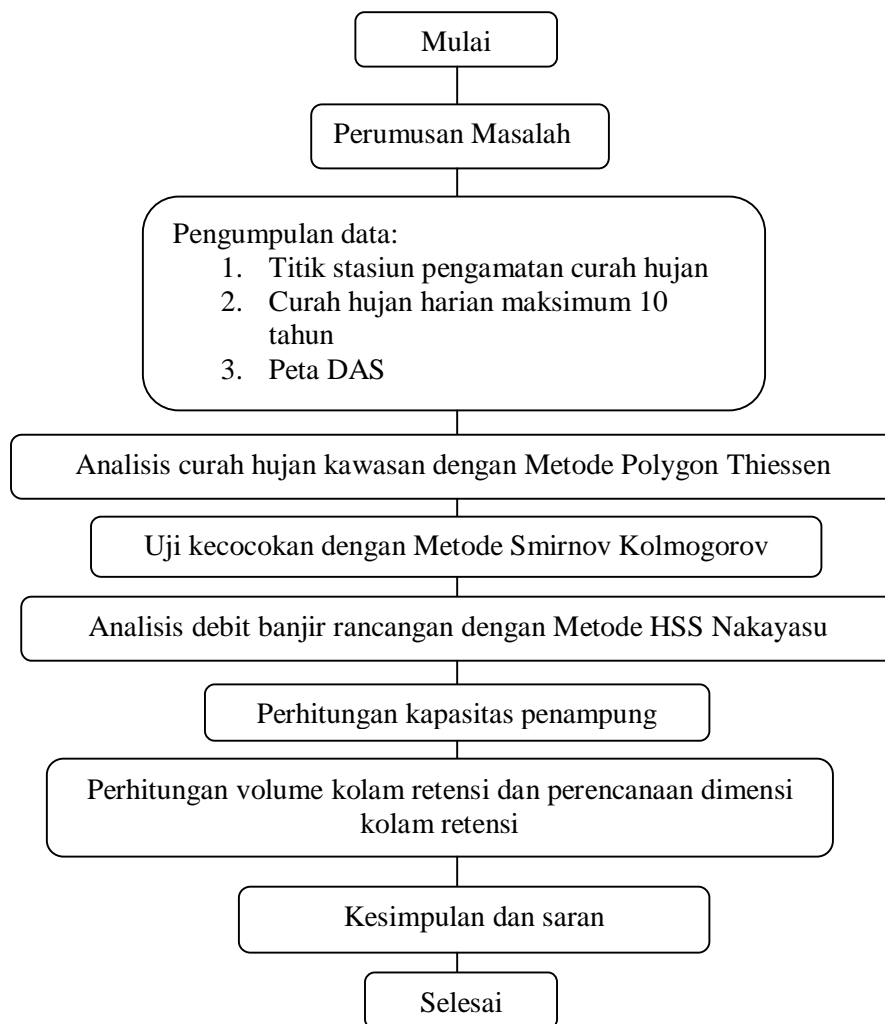 Mulai
Perumusan Masalah
Pengumpulan data:
1. Titik stasiun pengamatan curah hujan
2. Curah hujan harian maksimum 10
tahun
3. Peta DAS
Analisis curah hujan kawasan dengan Metode Polygon Thiessen
Uji kecocokan dengan Metode Smirnov Kolmogorov
Analisis debit banjir rancangan dengan Metode HSS Nakayasu
Perhitungan kapasitas penampung
Perhitungan volume kolam retensi dan perencanaan dimensi
kolam retensi
Kesimpulan dan saran
Selesai